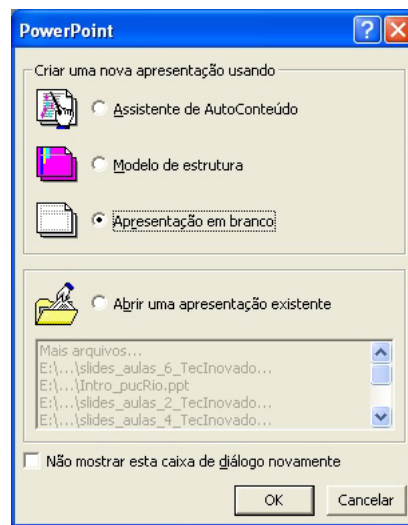 PowerPoint
Criar uma nova apresentação usando
Assistente de AutoConteúdo
Modelo de estrutura
Apresentação em branco
Abrir uma apresentação existente
Mais arquivos...
E:\...\slides_aulas_6_TecInovado...
E:\...\Intro_pucRio.ppt
E:\...\slides_aulas_2_TecInovado...
E:\...\slides_aulas_4_TecInovado...
Não mostrar esta caixa de diálogo novamente
OK Cancelar